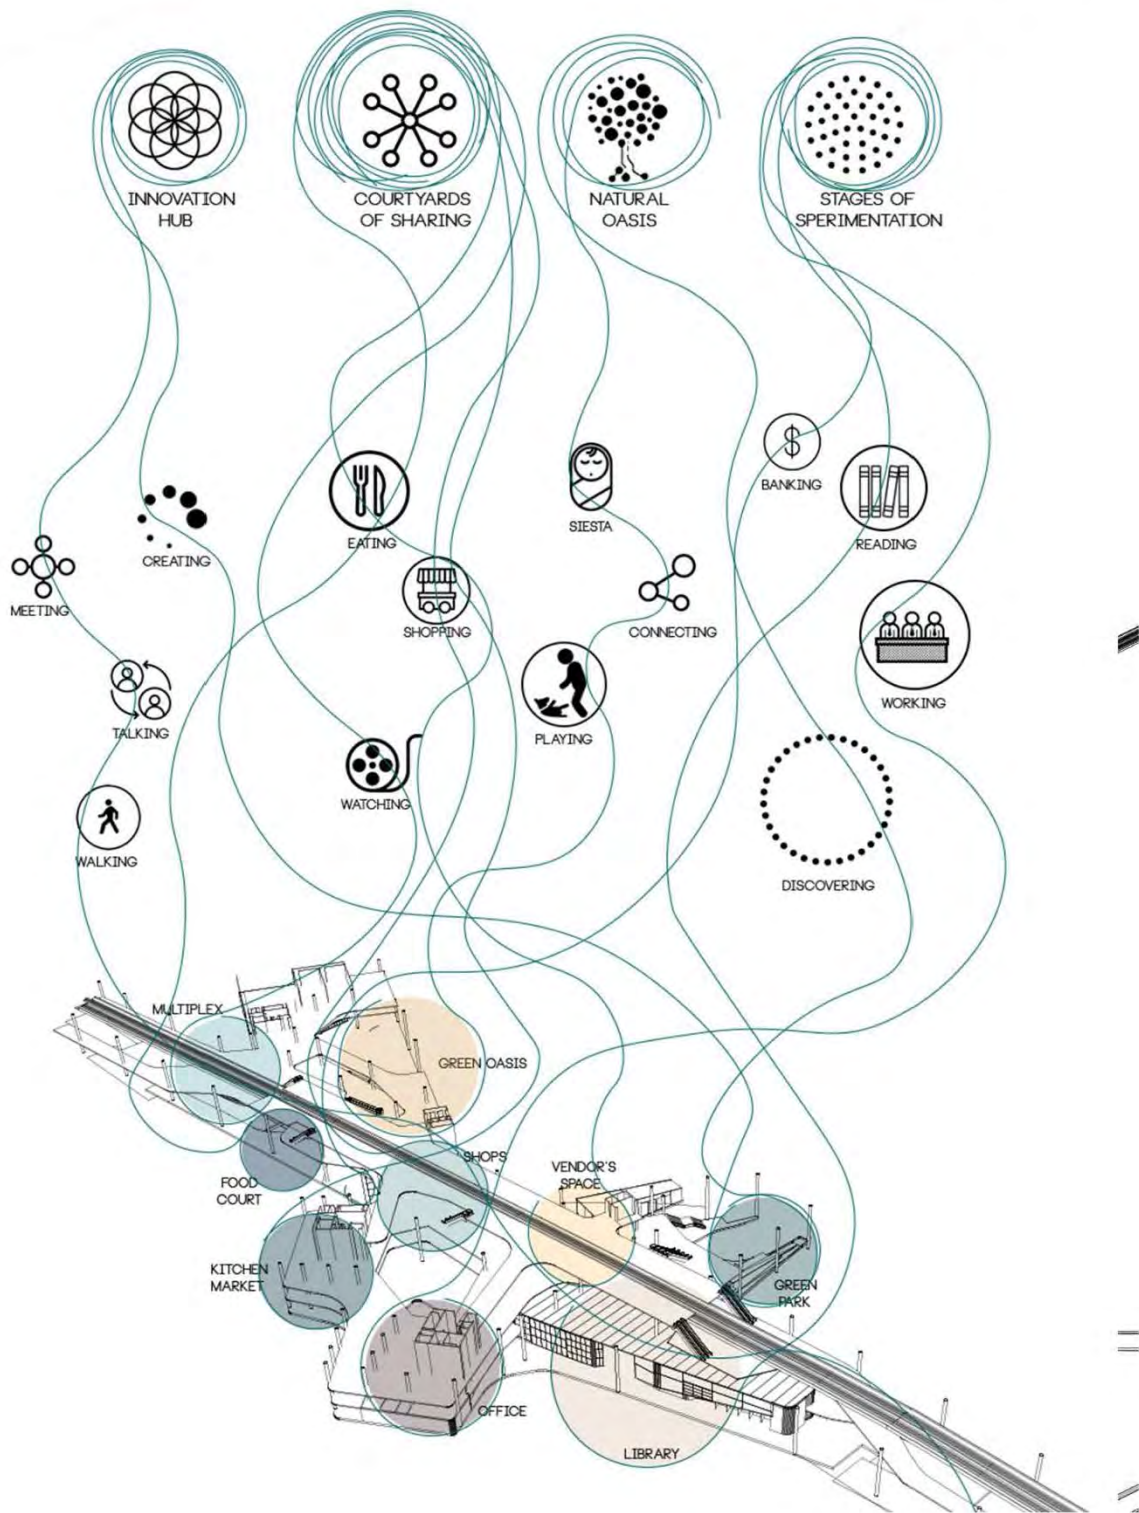 INNOVATION
HUB
COURTYARDS
OF SHARING
NATURAL
OASIS
STAGES OF
SPERIMENTATION
BANKING
EATING
SIESTA
READING
CREATING
MEETING
SHOPPING
CONNECTING
TALKING
PLAYING
WORKING
WATCHING
WALKING
DISCOVERING
MULTIPLEX
GREEN OASIS
SHOPS
VENDOR'S
SPACE
FOOD
COURT
KITCHEN
MARKET
GREEN
PARK
OFFICE
LIBRARY